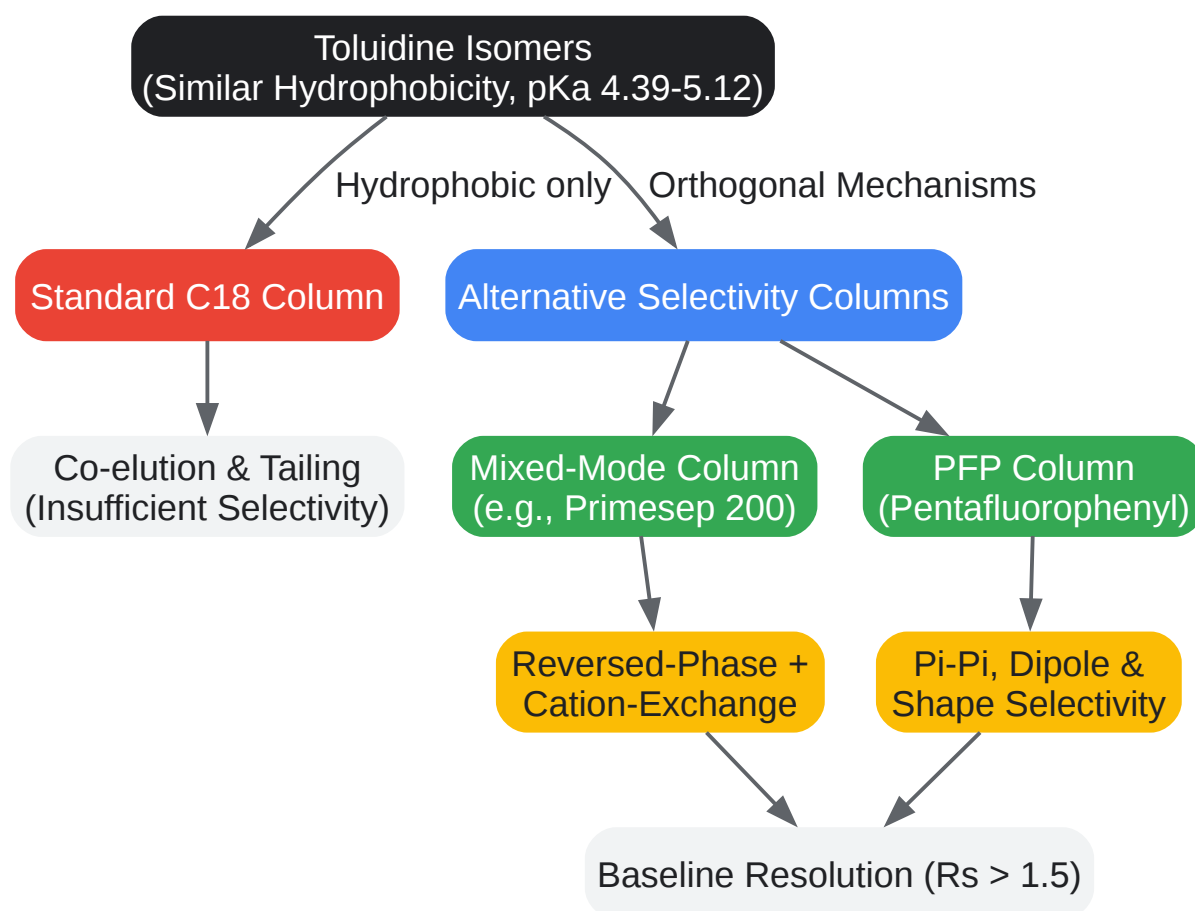 Toluidine Isomers
(Similar Hydrophobicity, pKa 4.39-5.12)
Hydrophobic only
Orthogonal Mechanisms
Standard C18 Column
Alternative Selectivity Columns
Co-elution & Tailing
(Insufficient Selectivity)
Mixed-Mode Column
(e.g., Primesep 200)
PFP Column
(Pentafluorophenyl)
Reversed-Phase +
Cation-Exchange
Pi-Pi, Dipole &
Shape Selectivity
Baseline Resolution (Rs > 1.5)